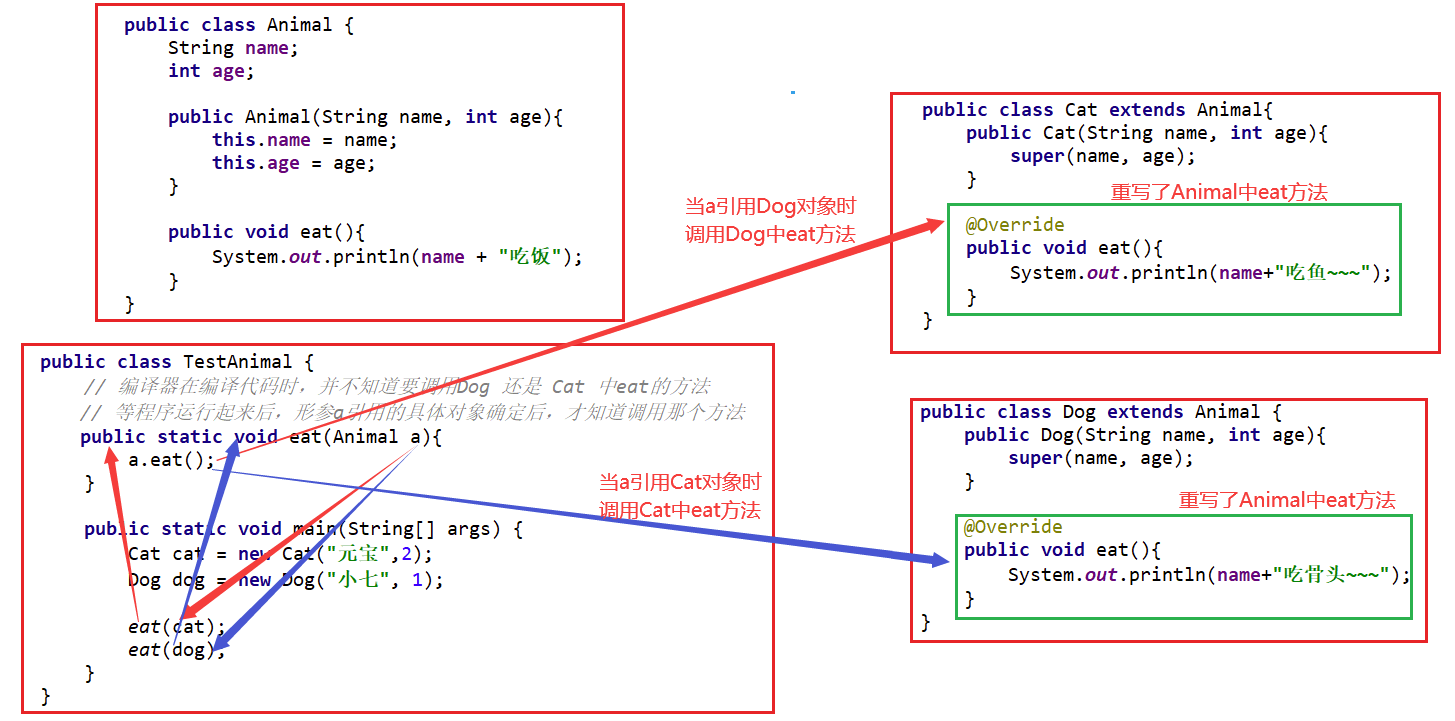 public class Animal {
String name;
int age;
public Animal(String name, int age){
this.name = name;
this.age = age;
}
public void eat(){
System.out.println(name + "吃饭");
}
}
public class TestAnimal {
// 编译器在编译代码时，并不知道要调用Dog 还是 Cat 中eat的方法
// 等程序运行起来后，形参a引用的具体对象确定后，才知道调用那个方法
public static void eat(Animal a){
a.eat();
}
public static void main(String[] args) {
Cat cat = new Cat("元宝",2);
Dog dog = new Dog("小七", 1);
eat(cat);
eat(dog);
}
}
当a引用Dog对象时
调用Dog中eat方法
当a引用Cat对象时
调用Cat中eat方法
public class Cat extends Animal{
public Cat(String name, int age){
super(name, age);
}
重写了Animal中eat方法
@Override
public void eat(){
System.out.println(name+"吃鱼~~~");
}
}
public class Dog extends Animal {
public Dog(String name, int age){
super(name, age);
}
重写了Animal中eat方法
@Override
public void eat(){
System.out.println(name+"吃骨头~~~");
}
}